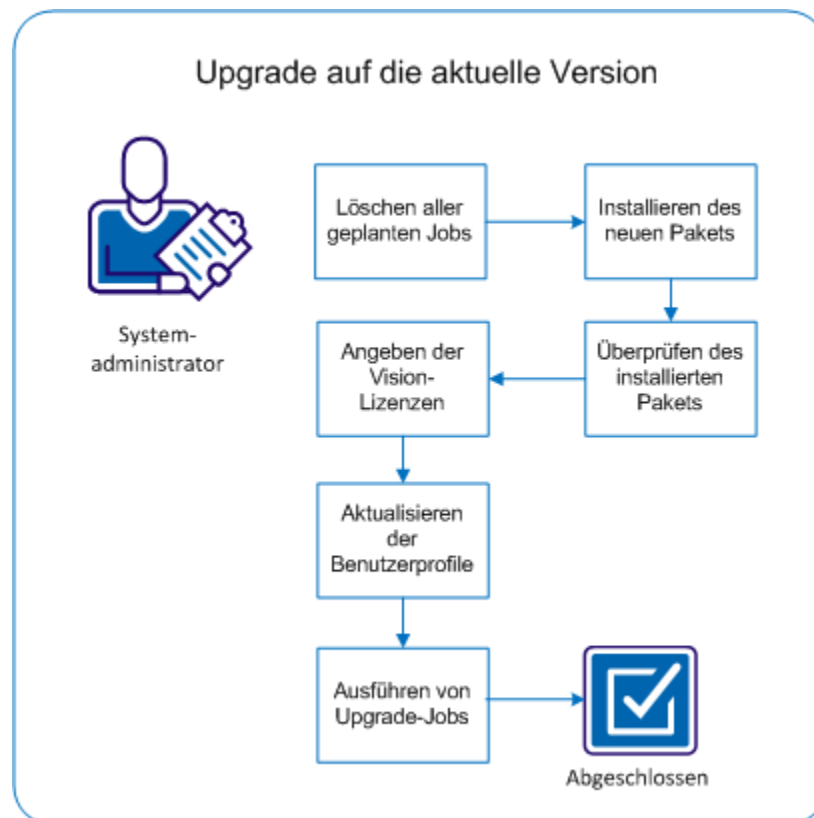 Upgrade auf die aktuelle Version
System-
administrator
Löschen aller
geplanten Jobs
Installieren des
neuen Pakets
Überprüfen des
installierten
Pakets
Angeben der
Vision-
Lizenzen
Aktualisieren
der
Benutzerprofile
Ausführen von
Upgrade-Jobs
Abgeschlossen